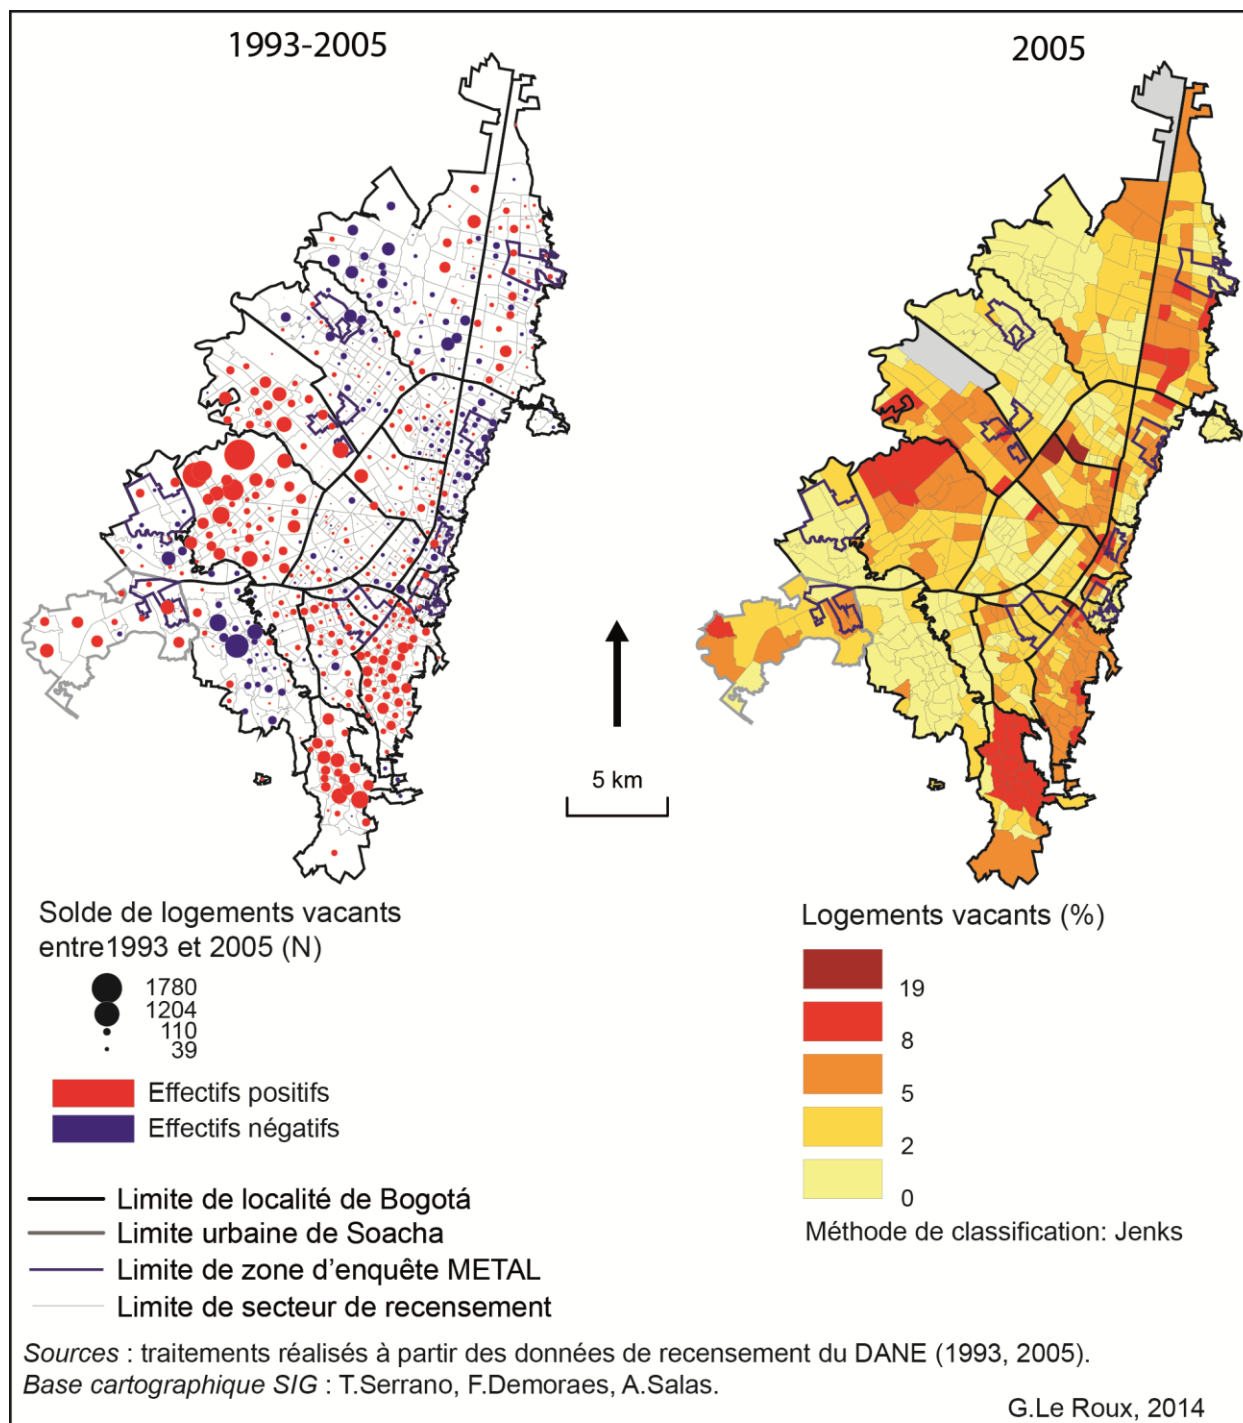 1993-2005
2005
5 km
Solde de logements vacants
entre1993 et 2005 (N)
1780
1204
110
39
Effectifs positifs
Effectifs négatifs
Limite de localité de Bogotá
Limite urbaine de Soacha
Limite de zone d'enquête METAL
Limite de secteur de recensement
Logements vacants (%)
19
8
5
2
0
Méthode de classification: Jenks
Sources : traitements réalisés à partir des données de recensement du DANE (1993, 2005).
Base cartographique SIG : T.Serrano, F.Demoraes, A.Salas.
G.Le Roux, 2014